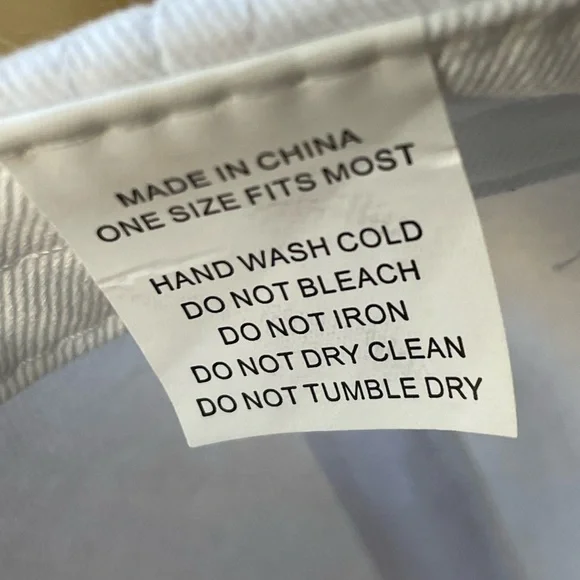 MADE IN CHINA
ONE SIZE FITS MOST
HAND WASH COLD
DO NOT BLEACH
DO NOT IRON
DO NOT DRY CLEAN
DO NOT TUMBLE DRY